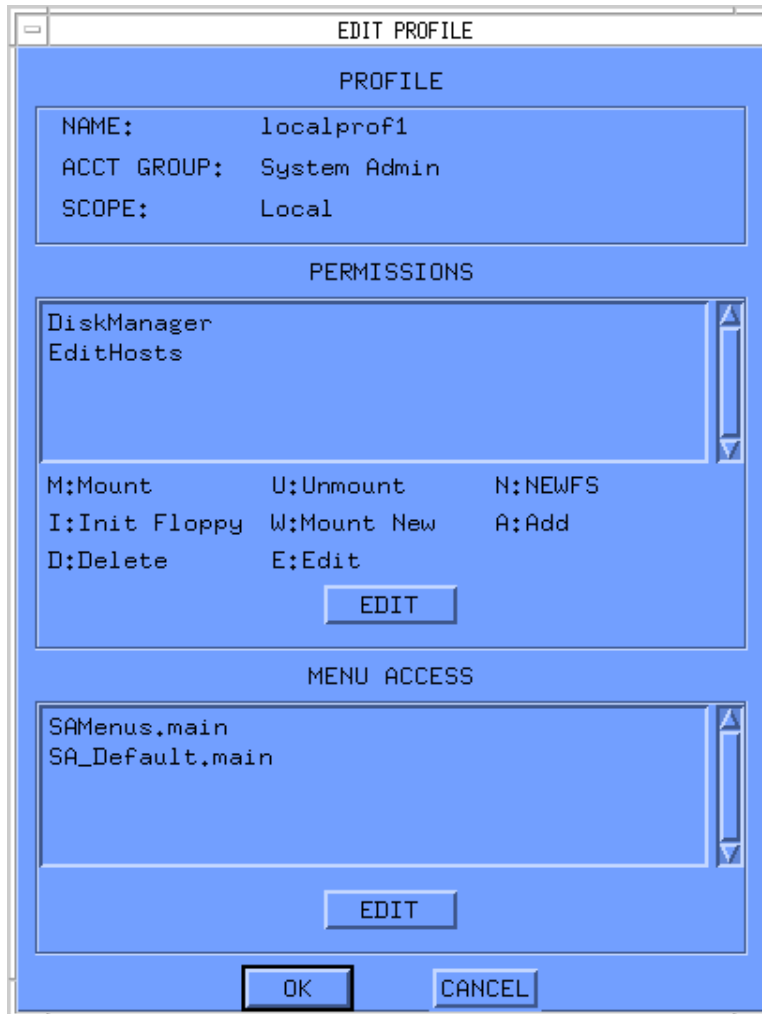 EDIT PROFILE
PROFILE
NAME: localprof1
ACCT GROUP: System Admin
SCOPE: Local
PERMISSIONS
DiskManager
EditHosts
M:Mount U:Unmount N:NEWFS
I:Init Floppy W:Mount New A:Add
D:Delete E:Edit
EDIT
MENU ACCESS
SAMenus.main
SA_Default.main
EDIT
OK CANCEL